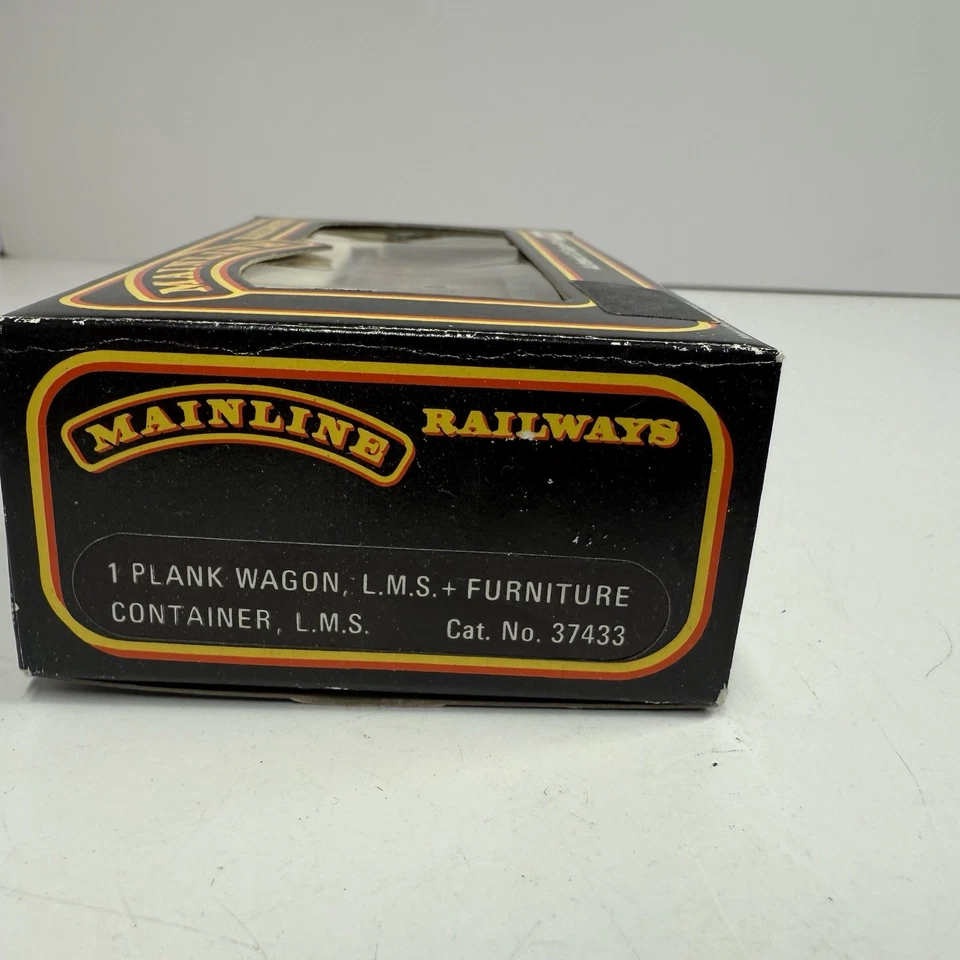 MAINLINE RAILWAYS
1 PLANK WAGON, L.M.S. + FURNITURE
CONTAINER, L.M.S. Cat. No. 37433